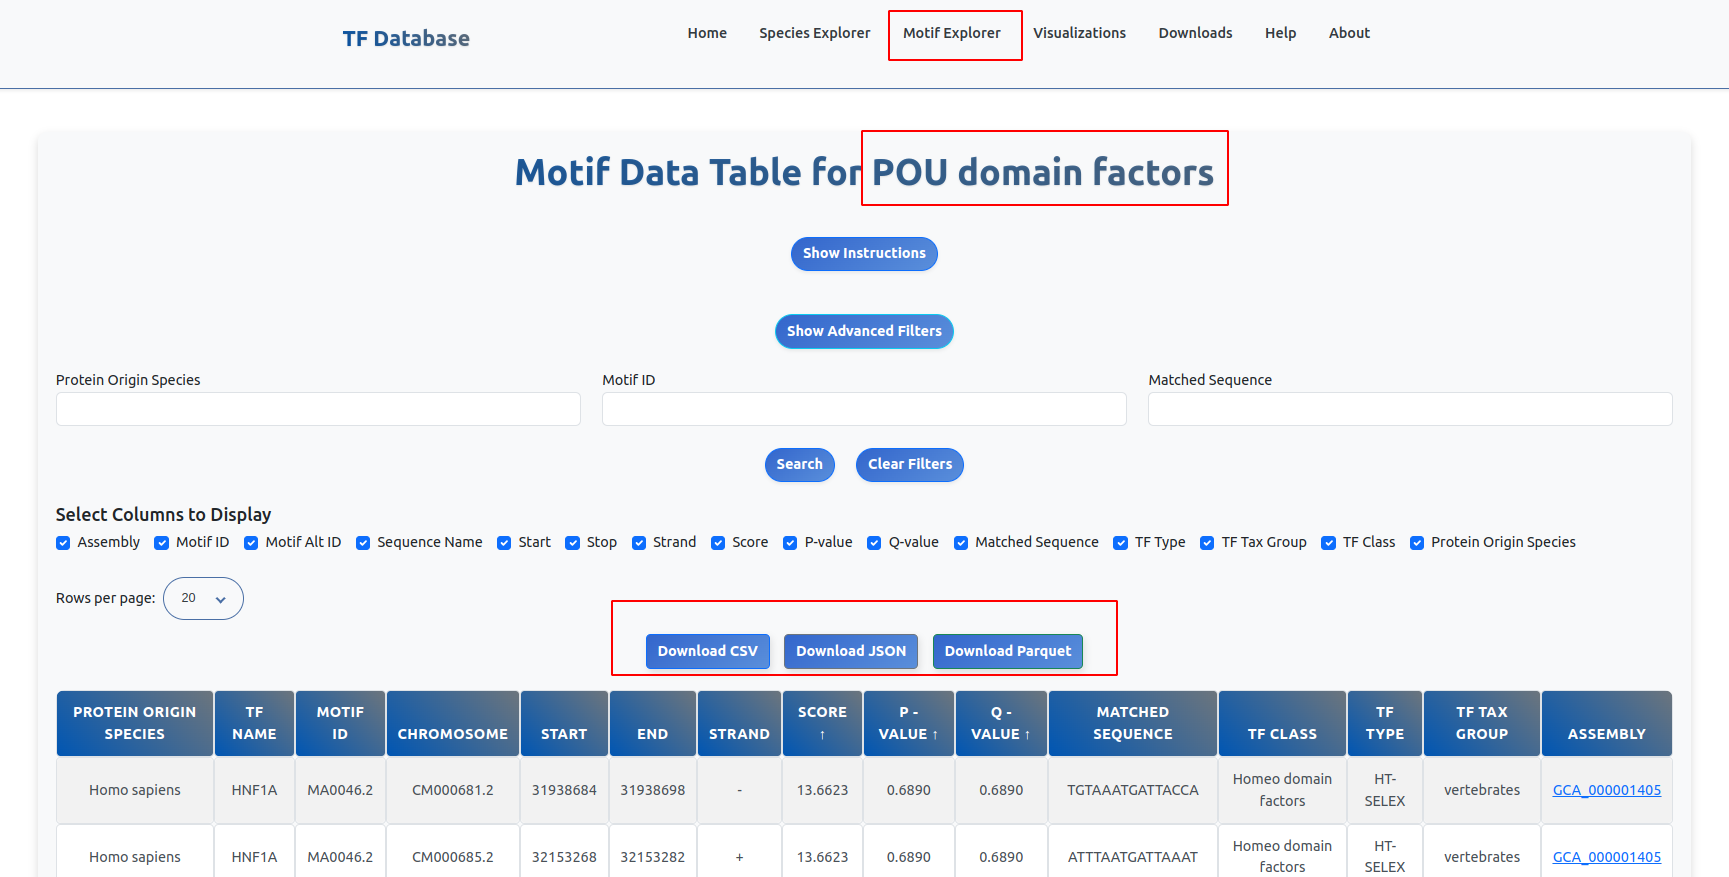 TF Database
Home Species Explorer Motif Explorer Visualizations Downloads Help About
Motif Data Table for POU domain factors
Show Instructions
Show Advanced Filters
Protein Origin Species Motif ID Matched Sequence
Search Clear Filters
Select Columns to Display
Assembly Motif ID Motif Alt ID Sequence Name Start Stop Strand Score P-value Q-value Matched Sequence TF Type TF Tax Group TF Class Protein Origin Species
Rows per page: 20
Download CSV Download JSON Download Parquet
PROTEIN ORIGIN SPECIES TF NAME MOTIF ID CHROMOSOME START END STRAND SCORE ↑ P - VALUE ↑ Q - VALUE ↑ MATCHED SEQUENCE TF CLASS TF TYPE TF TAX GROUP ASSEMBLY
Homo sapiens HNF1A MA0046.2 CM000681.2 31938684 31938698 - 13.6623 0.6890 0.6890 TGTAAATGATTACCA Homeo domain factors HT-SELEX vertebrates GCA_000001405
Homo sapiens HNF1A MA0046.2 CM000685.2 32153268 32153282 + 13.6623 0.6890 0.6890 ATTTAATGATTAAAT Homeo domain factors HT-SELEX vertebrates GCA_000001405